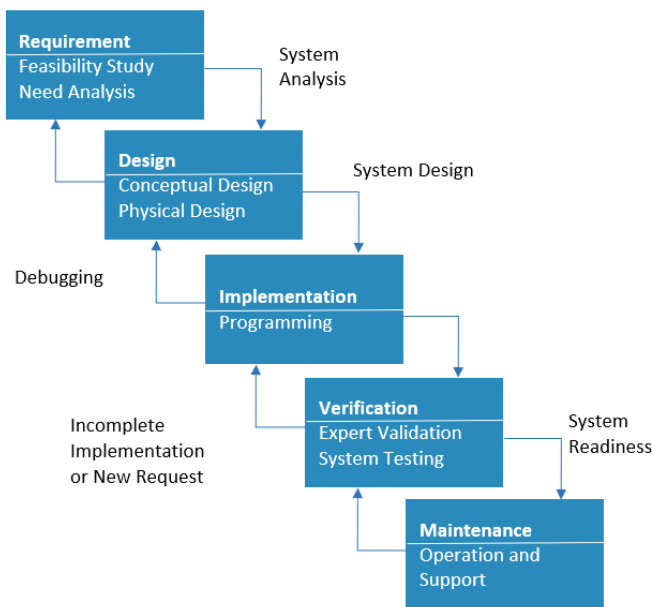 Requirement
Feasibility Study
Need Analysis
System
Analysis
Design
Conceptual Design
Physical Design
System Design
Debugging
Implementation
Programming
Incomplete
Implementation
or New Request
Verification
Expert Validation
System Testing
System
Readiness
Maintenance
Operation and
Support